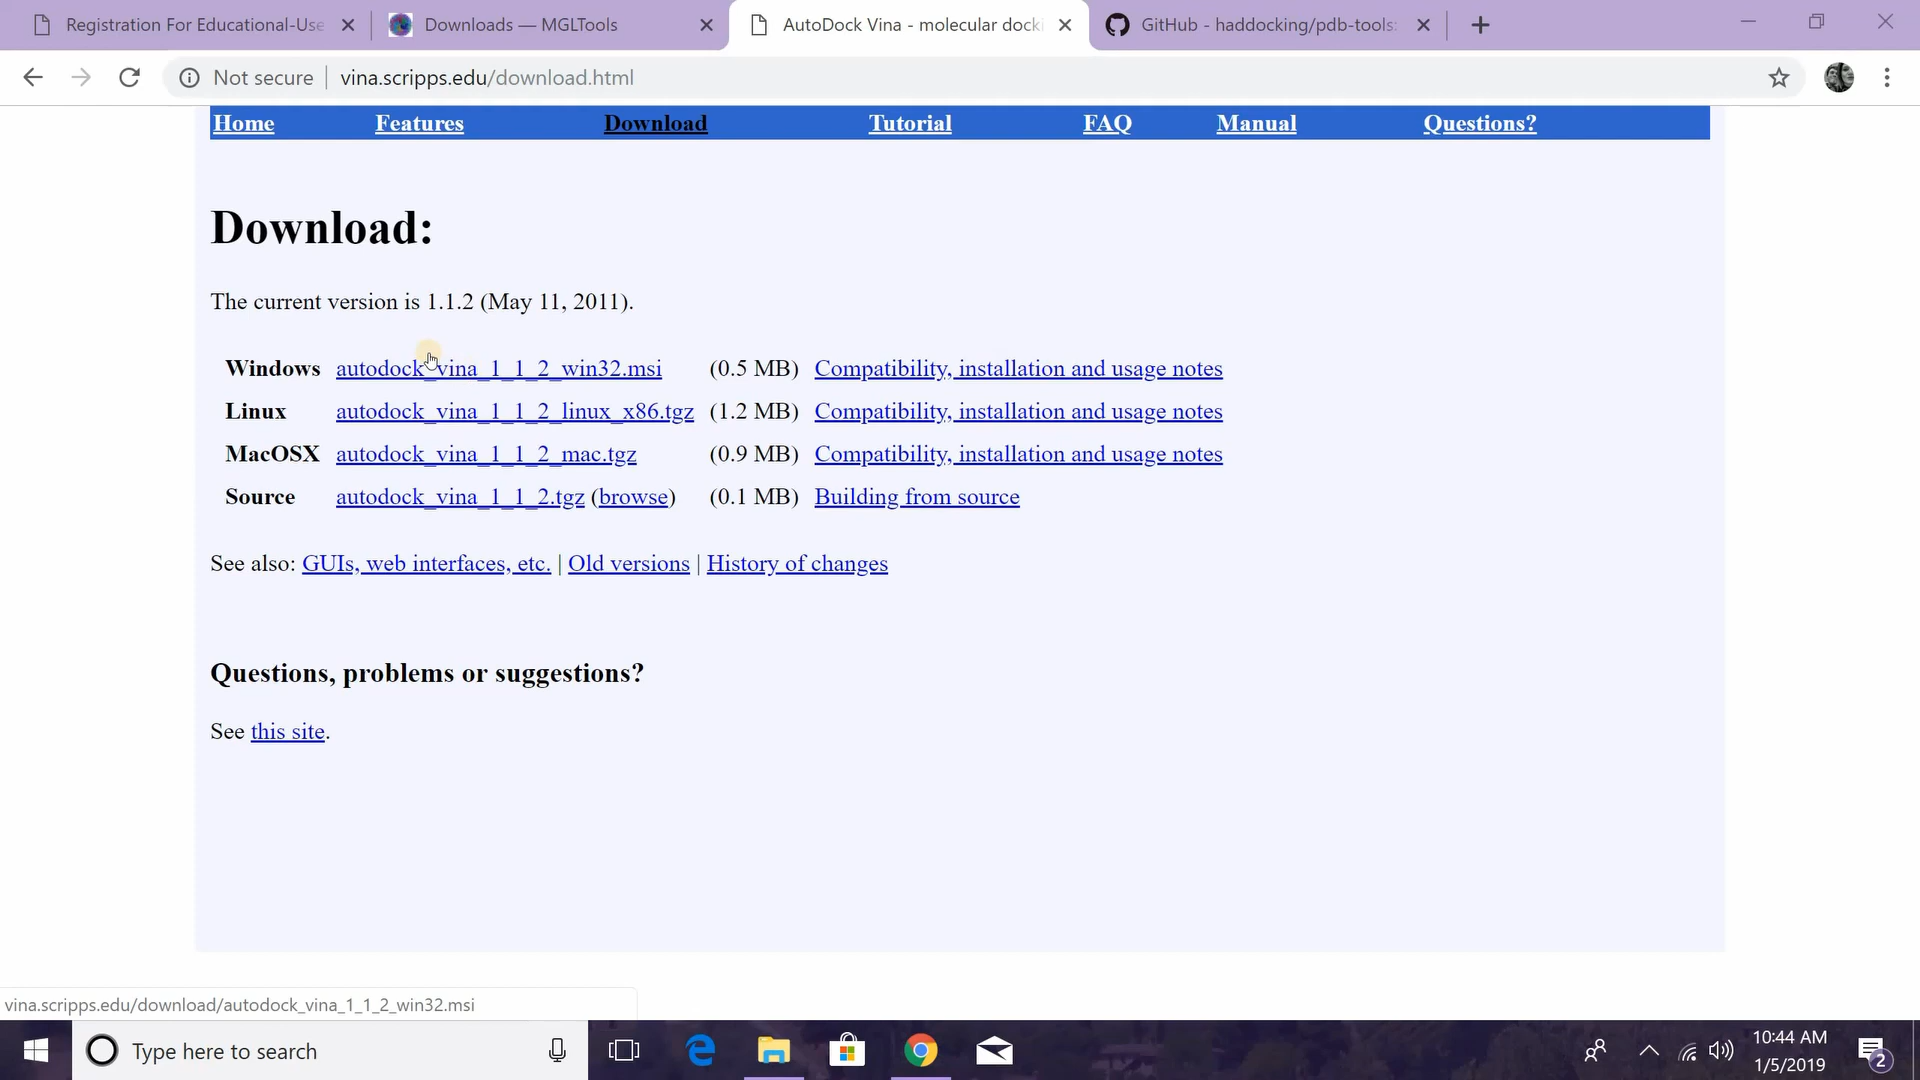 Registration For Educational-Use
Downloads — MGLTools
AutoDock Vina - molecular docki
GitHub - haddocking/pdb-tools:
Not secure
vina.scripps.edu/download.html
Home Features Download Tutorial FAQ Manual Questions?
Download:
The current version is 1.1.2 (May 11, 2011).
Windows autodock_vina_1_1_2_win32.msi (0.5 MB) Compatibility, installation and usage notes
Linux autodock_vina_1_1_2_linux_x86.tgz (1.2 MB) Compatibility, installation and usage notes
MacOSX autodock_vina_1_1_2_mac.tgz (0.9 MB) Compatibility, installation and usage notes
Source autodock_vina_1_1_2.tgz (browse) (0.1 MB) Building from source
See also: GUIs, web interfaces, etc. | Old versions | History of changes
Questions, problems or suggestions?
See this site.
vina.scripps.edu/download/autodock_vina_1_1_2_win32.msi
Type here to search
10:44 AM
1/5/2019
2